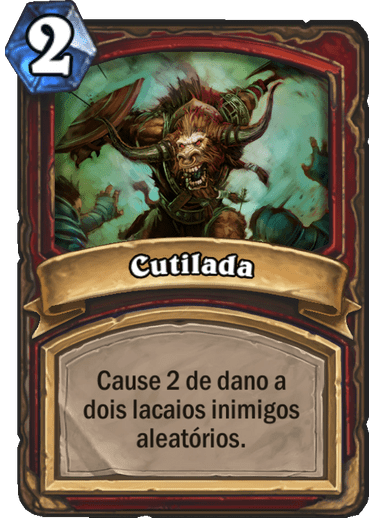 2
Cutilada
Cause 2 de dano a
dois lacaios inimigos
aleatórios.